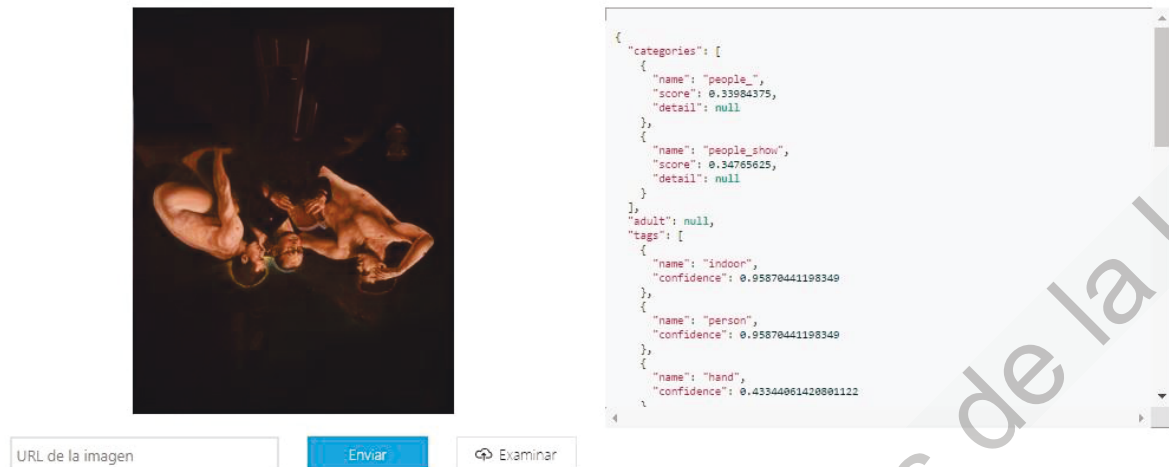 {
"categories": [
{
"name": "people_",
"score": 0.33984375,
"detail": null
},
{
"name": "people_show",
"score": 0.34765625,
"detail": null
}
],
"adult": null,
"tags": [
{
"name": "indoor",
"confidence": 0.95870441198349
},
{
"name": "person",
"confidence": 0.95870441198349
},
{
"name": "hand",
"confidence": 0.43344061420801122
}
URL de la imagen
Enviar
Examinar
de la